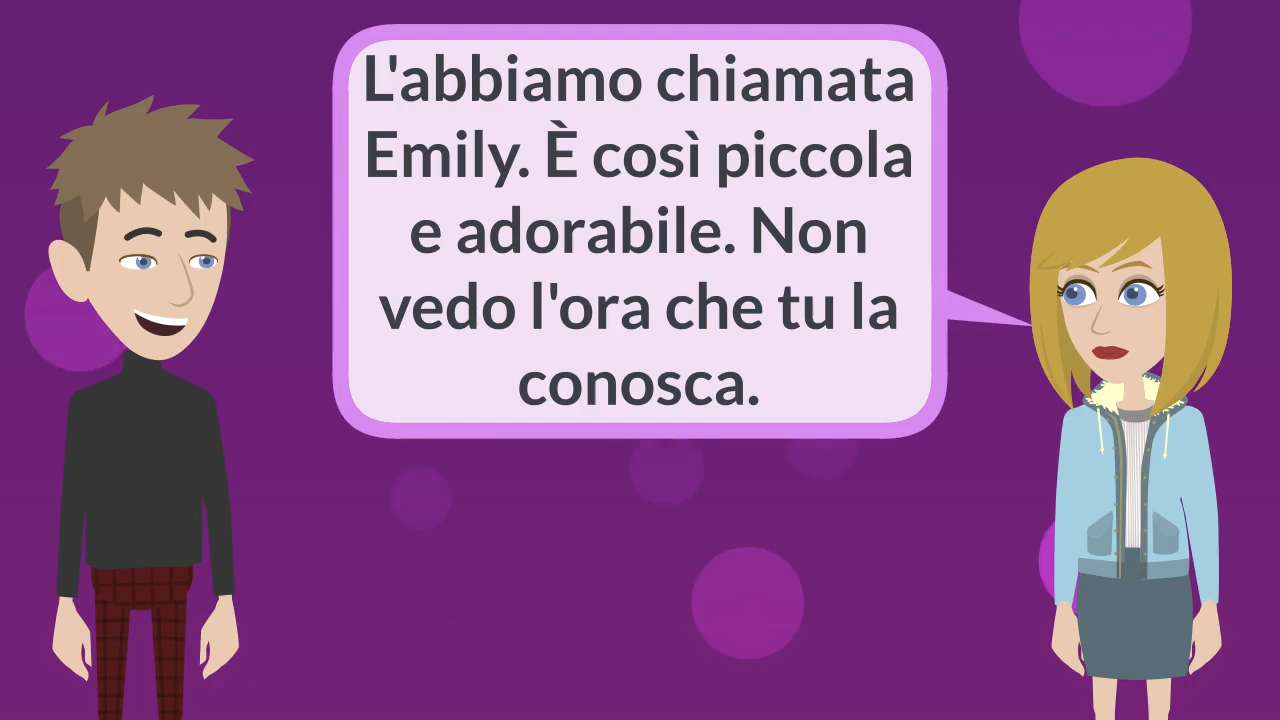 L'abbiamo chiamata
Emily. È così piccola
e adorabile. Non
vedo l'ora che tu la
conosca.